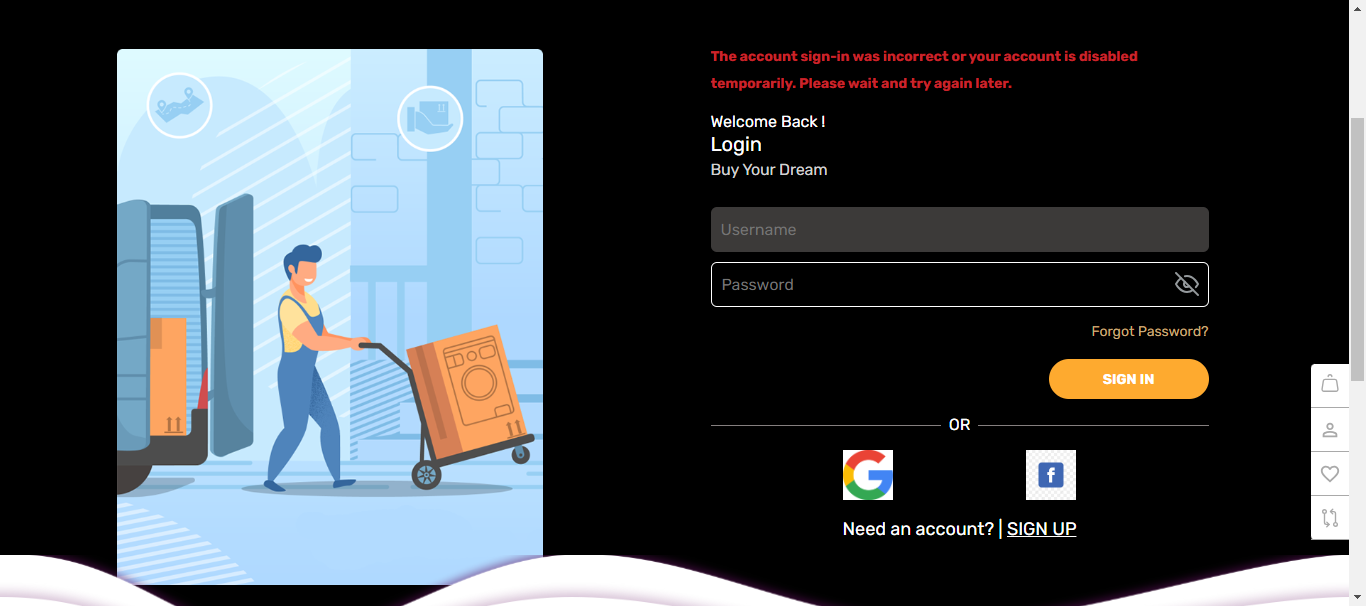 The account sign-in was incorrect or your account is disabled
temporarily. Please wait and try again later.
Welcome Back !
Login
Buy Your Dream
Username
Password
Forgot Password?
SIGN IN
OR
Need an account? | SIGN UP